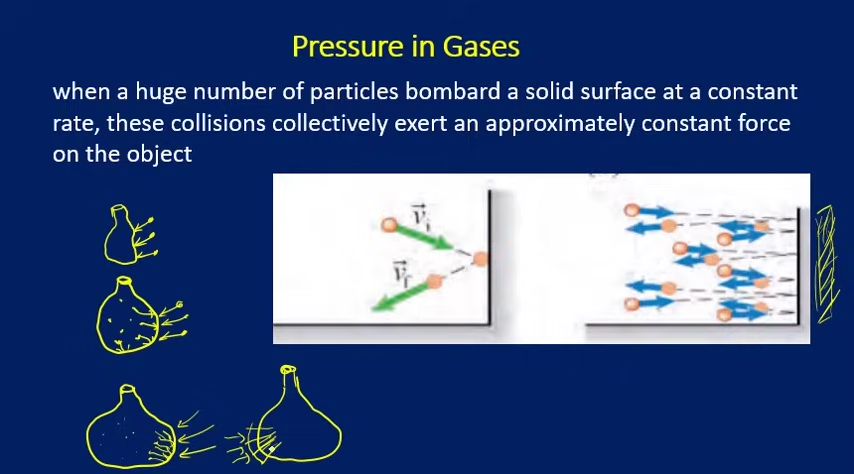 Pressure in Gases
when a huge number of particles bombard a solid surface at a constant
rate, these collisions collectively exert an approximately constant force
on the object
v⃗i
v⃗f